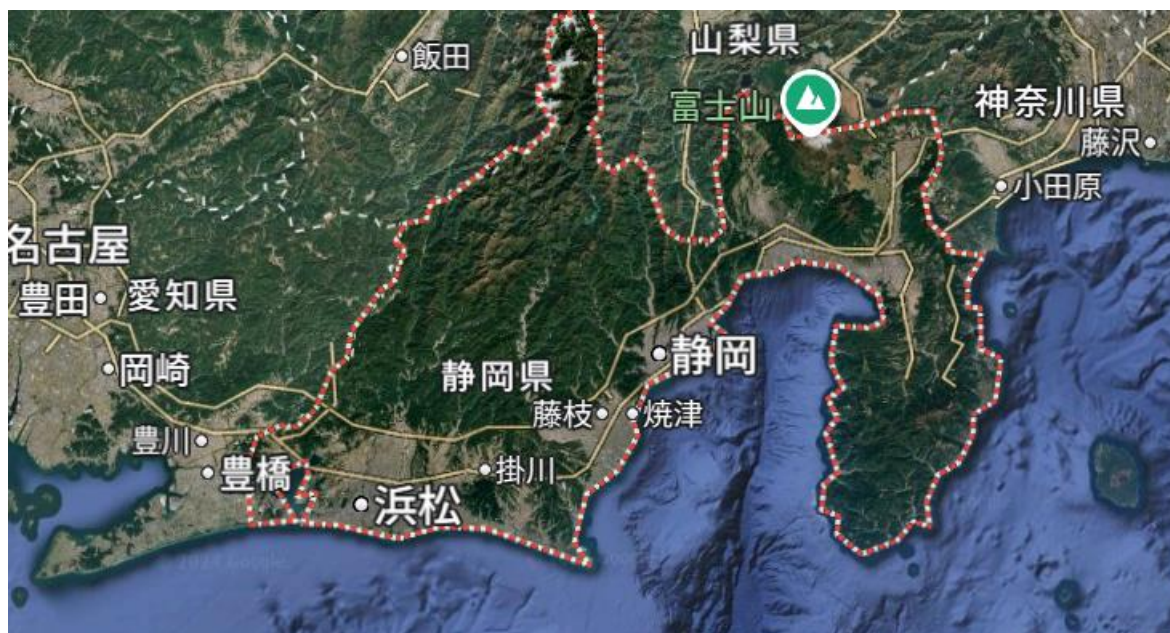 山梨県
飯田
富士山
神奈川県
藤沢
小田原
名古屋
豊田
愛知県
静岡
岡崎
静岡県
藤枝
焼津
豊川
掛川
豊橋
浜松